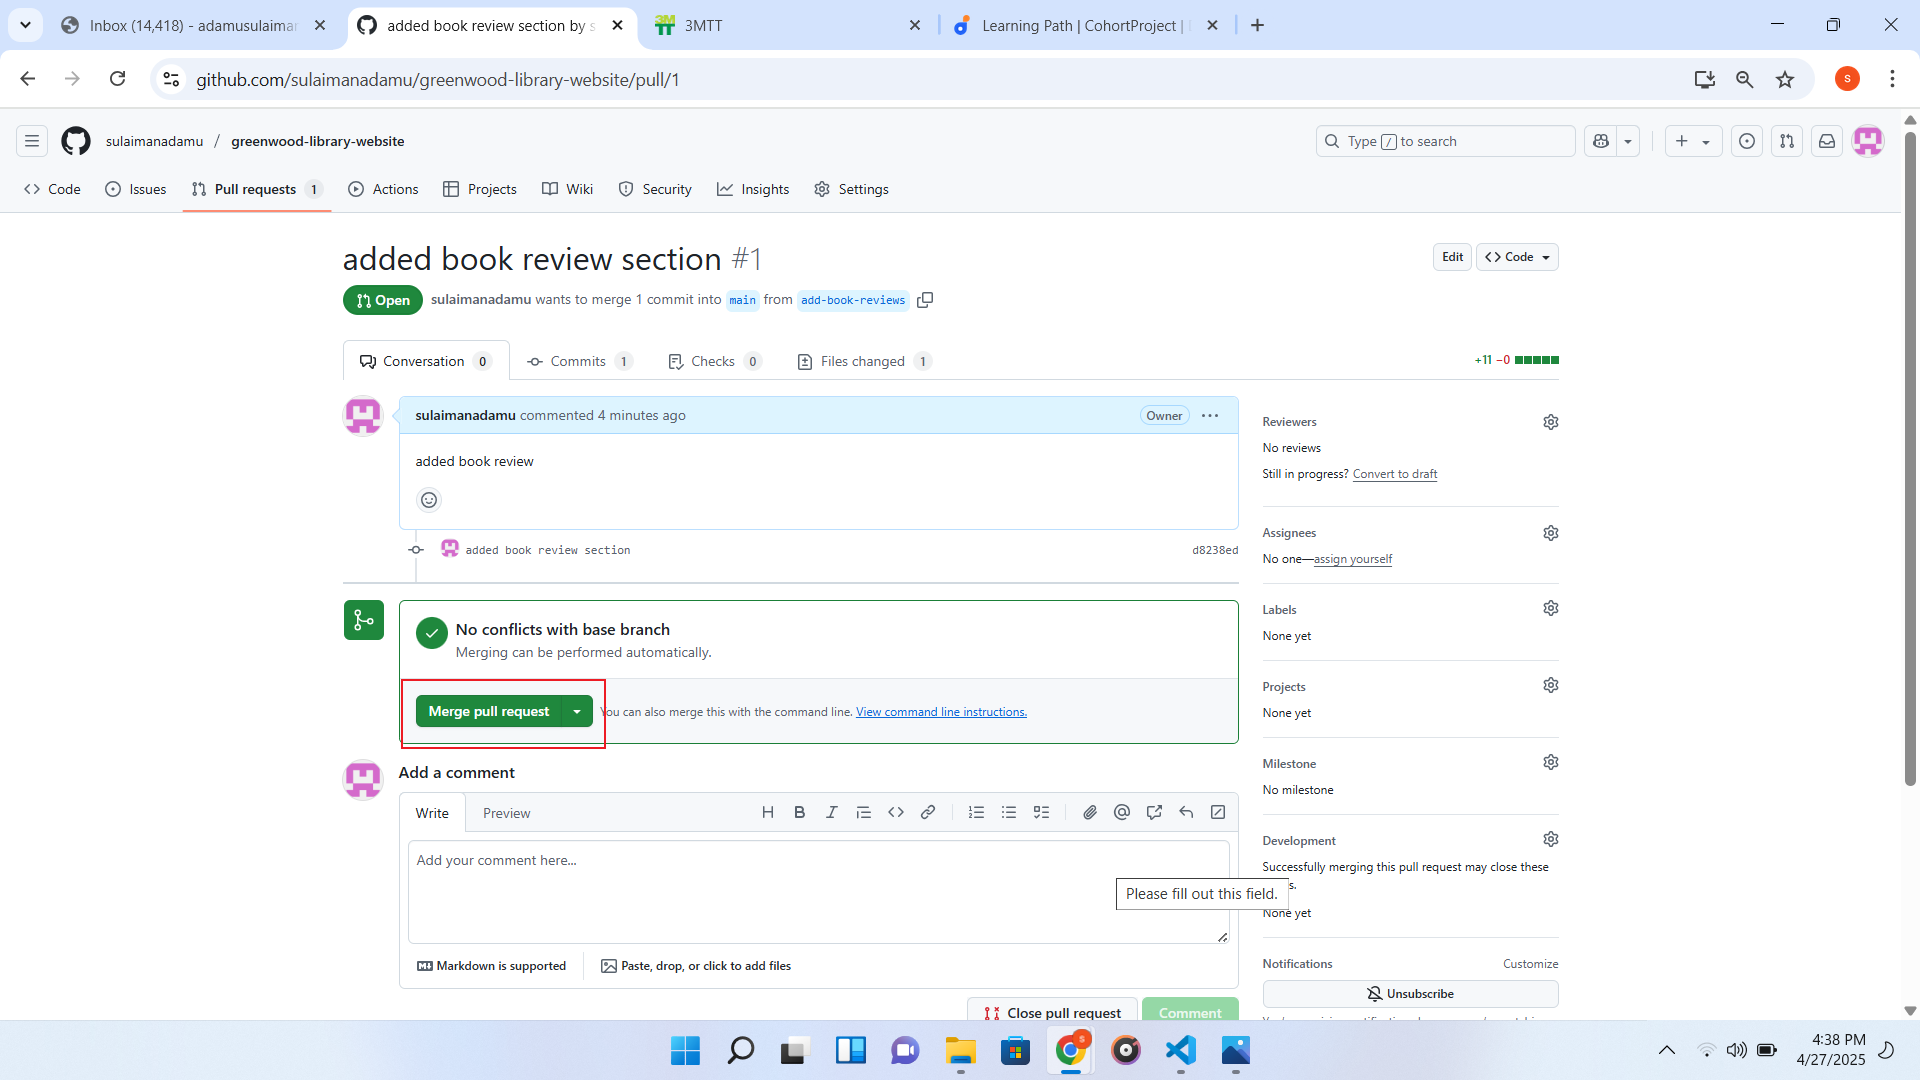 Inbox (14,418) - adamusulaiman
added book review section by s
3MTT
Learning Path | CohortProject |
github.com/sulaimanadamu/greenwood-library-website/pull/1
S
sulaimanadamu / greenwood-library-website
Type / to search
Code
Issues
Pull requests 1
Actions
Projects
Wiki
Security
Insights
Settings
added book review section #1
Edit
Code
Open
sulaimanadamu wants to merge 1 commit into main from add-book-reviews
Conversation 0
Commits 1
Checks 0
Files changed 1
+11 −0
sulaimanadamu commented 4 minutes ago
Owner
added book review
added book review section
d8238ed
No conflicts with base branch
Merging can be performed automatically.
Merge pull request
You can also merge this with the command line. View command line instructions.
Add a comment
Write
Preview
Add your comment here...
Please fill out this field.
Markdown is supported
Paste, drop, or click to add files
Close pull request
Comment
Reviewers
No reviews
Still in progress? Convert to draft
Assignees
No one—assign yourself
Labels
None yet
Projects
None yet
Milestone
No milestone
Development
Successfully merging this pull request may close these
None yet
Notifications
Customize
Unsubscribe
4:38 PM
4/27/2025